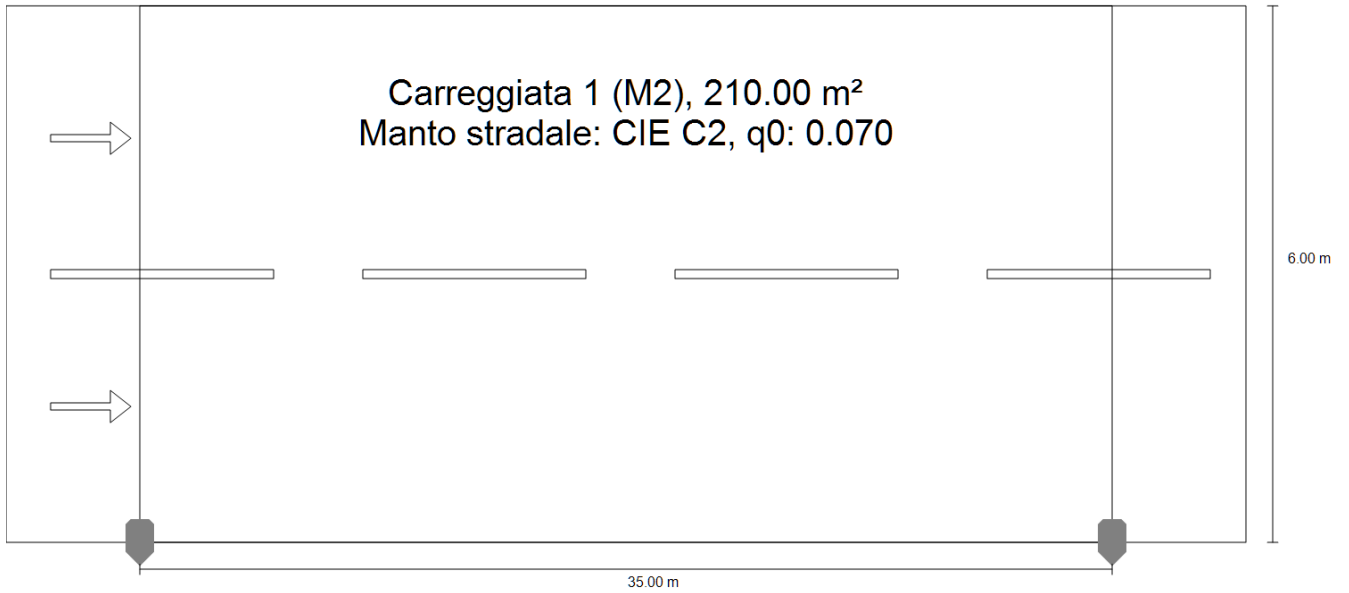 Carreggiata 1 (M2), 210.00 m²
Manto stradale: CIE C2, q0: 0.070
6.00 m
35.00 m